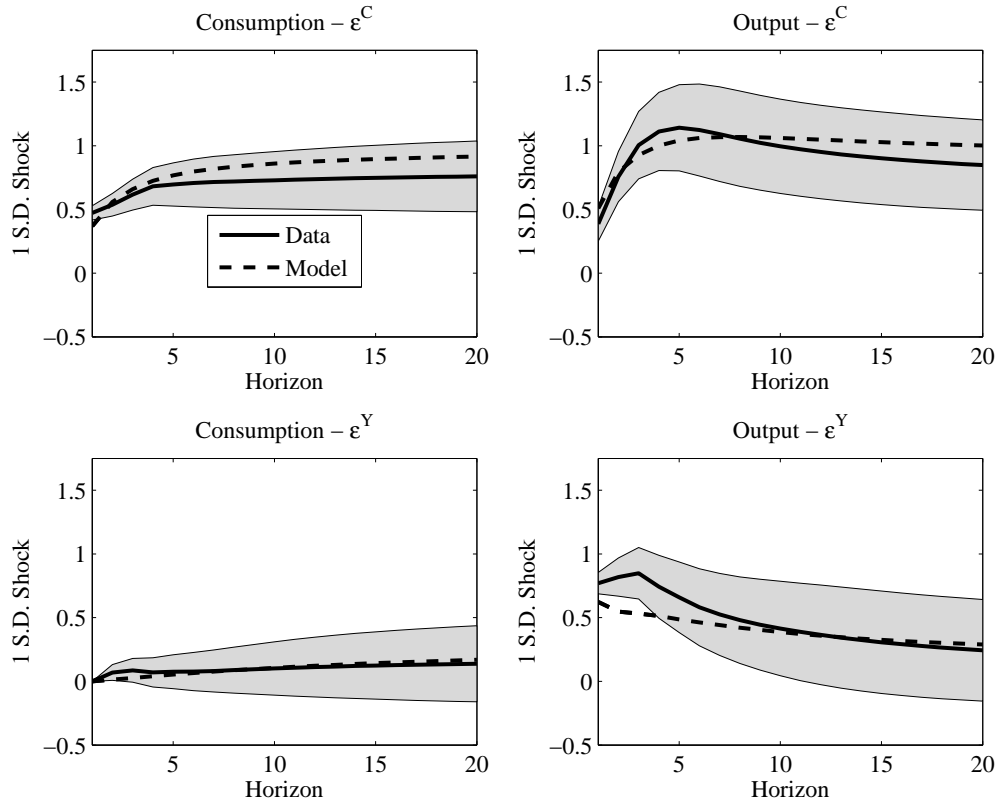 Consumption – ε^C
1 S.D. Shock
1.5
1
0.5
0
−0.5
5
10
15
20
Horizon
Data
Model
Output – ε^C
1 S.D. Shock
1.5
1
0.5
0
−0.5
5
10
15
20
Horizon
Consumption – ε^Y
1 S.D. Shock
1.5
1
0.5
0
−0.5
5
10
15
20
Horizon
Output – ε^Y
1 S.D. Shock
1.5
1
0.5
0
−0.5
5
10
15
20
Horizon